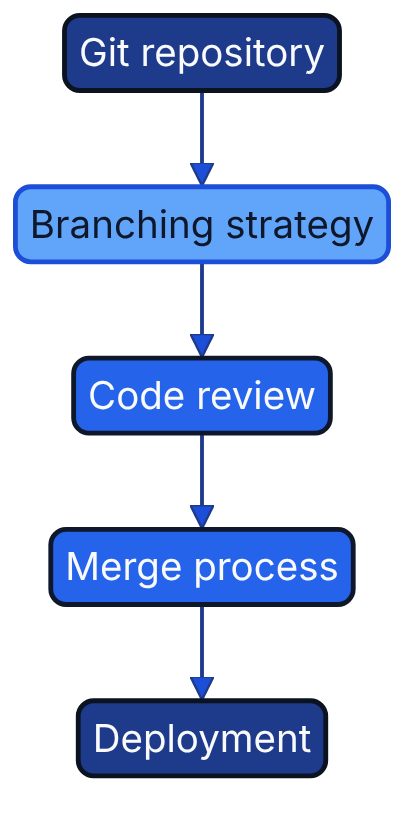 Git repository
Branching strategy
Code review
Merge process
Deployment